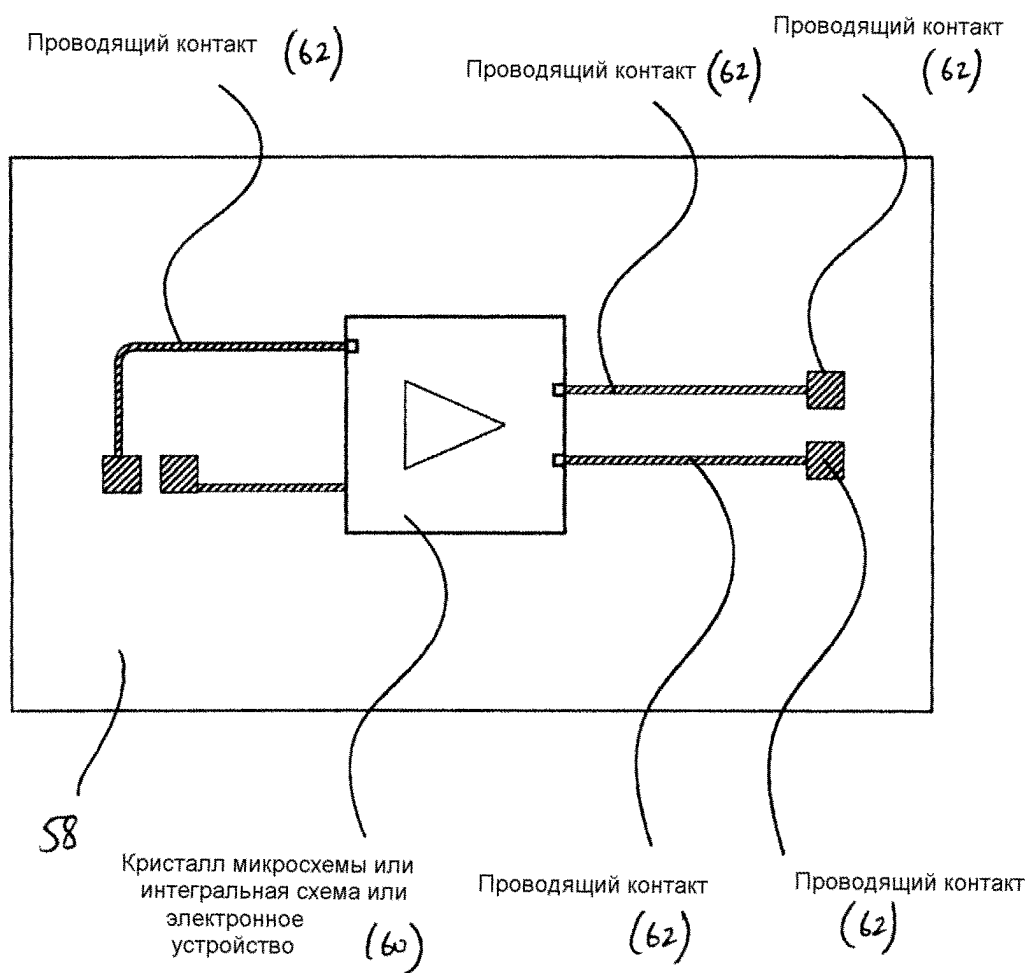 Проводящий контакт (62)
Проводящий контакт (62)
Проводящий контакт
(62)
58
Кристалл микросхемы или
интегральная схема или
электронное
устройство (60)
Проводящий контакт
(62)
Проводящий контакт
(62)